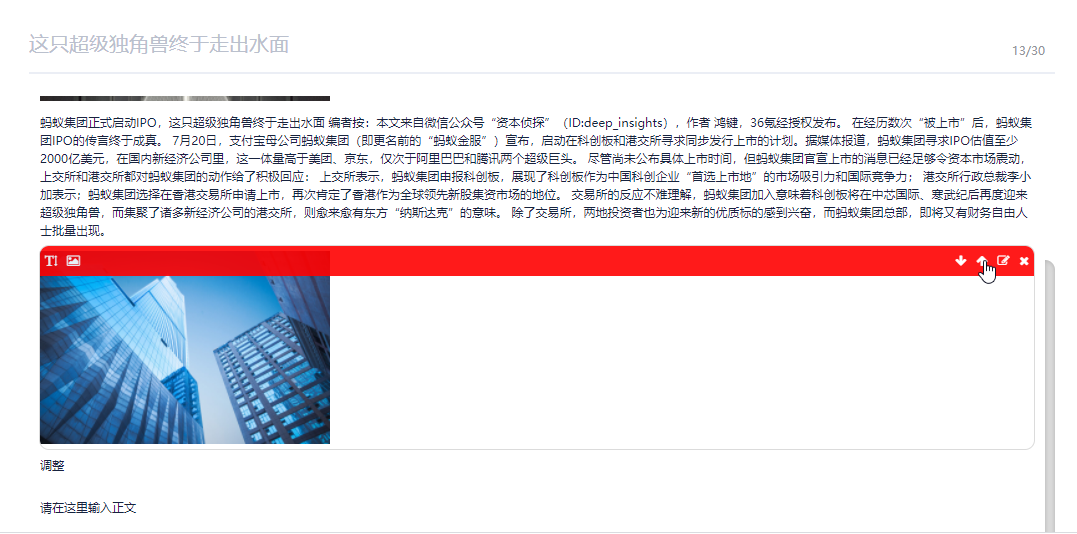 这只超级独角兽终于走出水面
13/30
蚂蚁集团正式启动IPO，这只超级独角兽终于走出水面 编者按：本文来自微信公众号“资本侦探”（ID:deep_insights），作者 鸿键，36氪经授权发布。 在经历数次“被上市”后，蚂蚁集
团IPO的传言终于成真。 7月20日，支付宝母公司蚂蚁集团（即更名前的“蚂蚁金服”）宣布，启动在科创板和港交所寻求同步发行上市的计划。据媒体报道，蚂蚁集团寻求IPO估值至少
2000亿美元，在国内新经济公司里，这一体量高于美团、京东，仅次于阿里巴巴和腾讯两个超级巨头。 尽管尚未公布具体上市时间，但蚂蚁集团官宣上市的消息已经足够令资本市场震动，
上交所和港交所都对蚂蚁集团的动作给了积极回应： 上交所表示，蚂蚁集团申报科创板，展现了科创板作为中国科创企业“首选上市地”的市场吸引力和国际竞争力； 港交所行政总裁李小
加表示；蚂蚁集团选择在香港交易所申请上市，再次肯定了香港作为全球领先新股集资市场的地位。 交易所的反应不难理解，蚂蚁集团加入意味着科创板将在中芯国际、寒武纪后再度迎来
超级独角兽，而集聚了诸多新经济公司的港交所，则愈来愈有东方“纳斯达克”的意味。 除了交易所，两地投资者也为迎来新的优质标的感到兴奋，而蚂蚁集团总部，即将又有财务自由人
士批量出现。
调整
请在这里输入正文